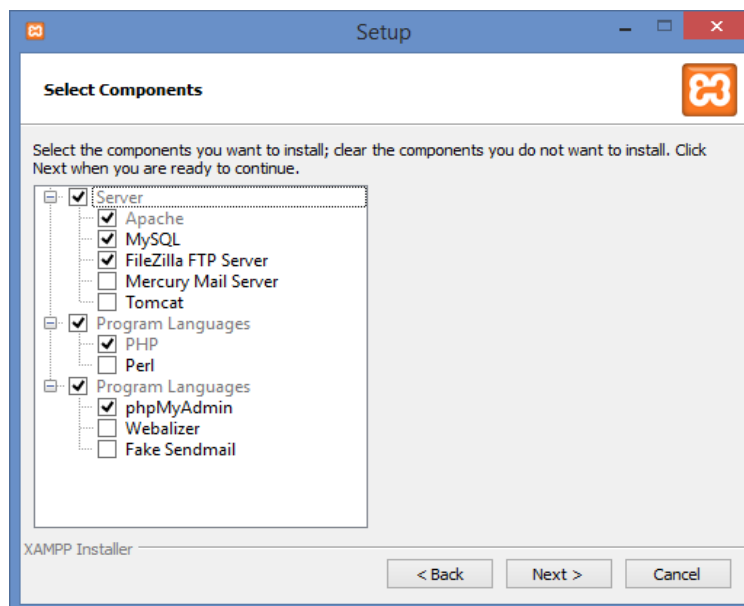 Setup
Select Components
Select the components you want to install; clear the components you do not want to install. Click
Next when you are ready to continue.
Server
Apache
MySQL
FileZilla FTP Server
Mercury Mail Server
Tomcat
Program Languages
PHP
Perl
Program Languages
phpMyAdmin
Webalizer
Fake Sendmail
XAMPP Installer
< Back Next > Cancel